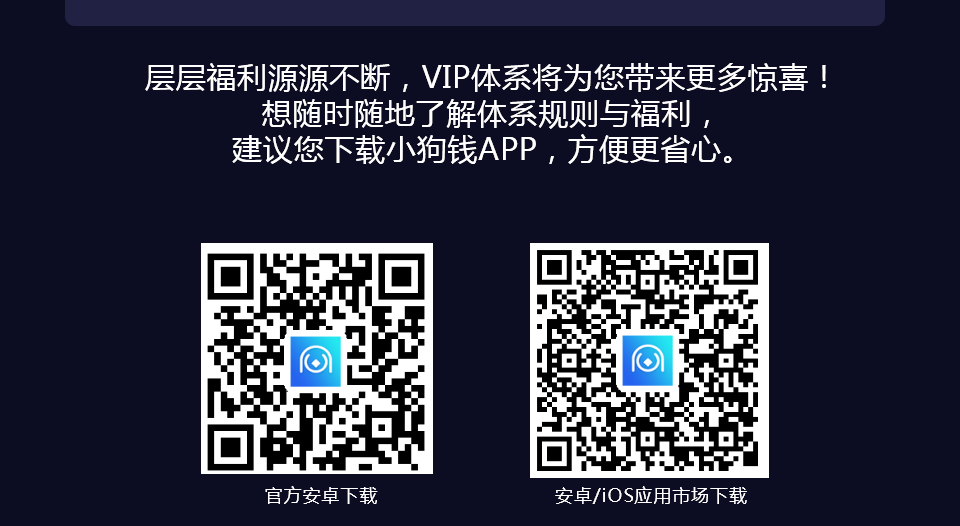 层层福利源源不断，VIP体系将为您带来更多惊喜！
想随时随地了解体系规则与福利，
建议您下载小狗钱APP，方便更省心。
官方安卓下载
安卓/iOS应用市场下载